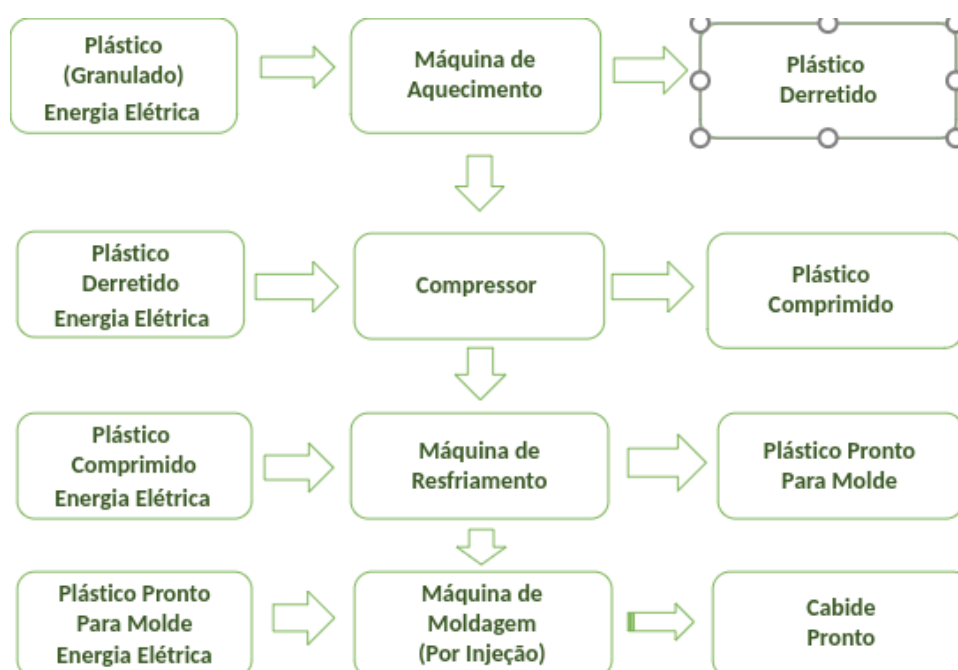 Plástico
(Granulado)
Energia Elétrica
Máquina de
Aquecimento
Plástico
Derretido
Plástico
Derretido
Energia Elétrica
Compressor
Plástico
Comprimido
Plástico
Comprimido
Energia Elétrica
Máquina de
Resfriamento
Plástico Pronto
Para Molde
Plástico Pronto
Para Molde
Energia Elétrica
Máquina de
Moldagem
(Por Injeção)
Cabide
Pronto